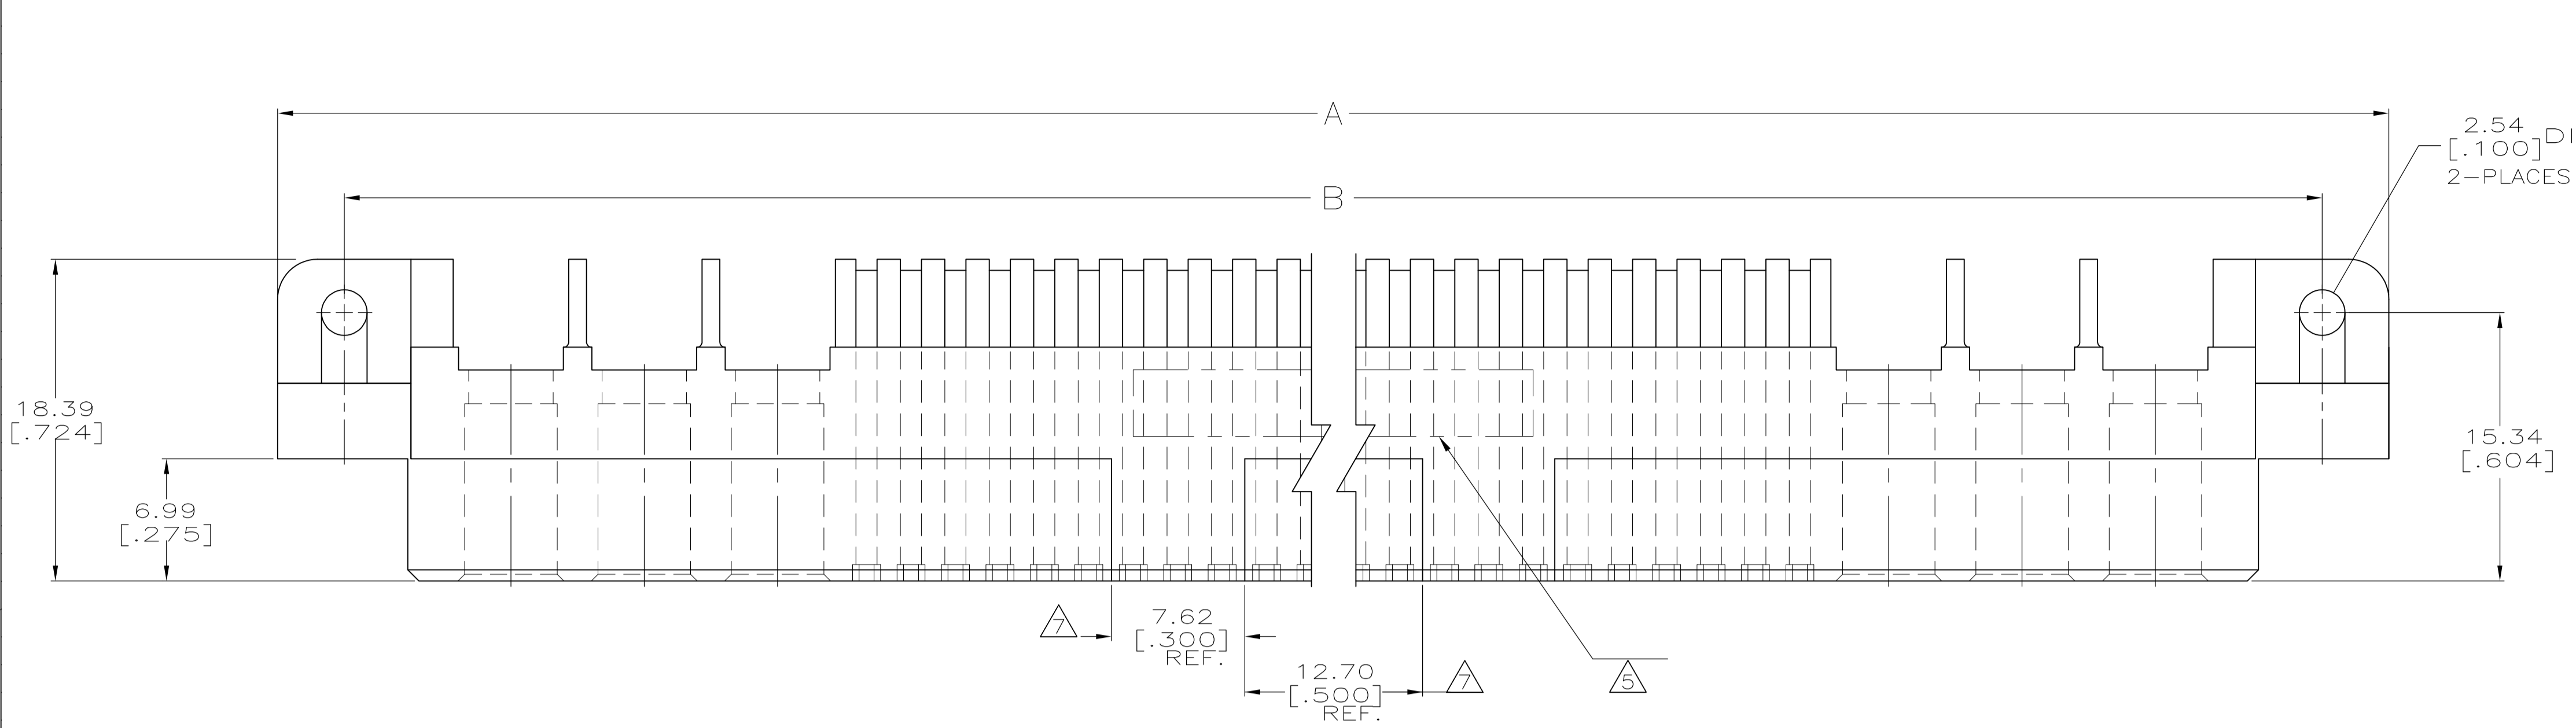 A
2.54
[.100] DI
2-PLACES
B
18.39
[.724]
15.34
[.604]
6.99
[.275]
7
7.62
[.300]
REF.
12.70
[.500]
REF.
7
5